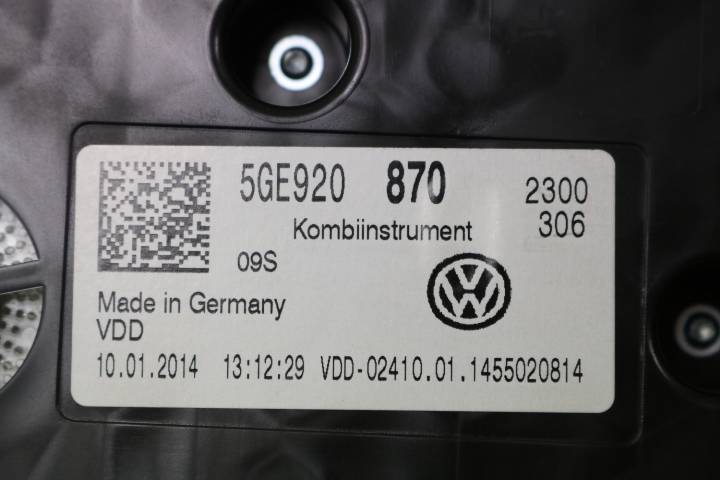 5GE920 870 2300
Kombiinstrument 306
09S
Made in Germany
VDD
10.01.2014 13:12:29 VDD-02410.01.1455020814